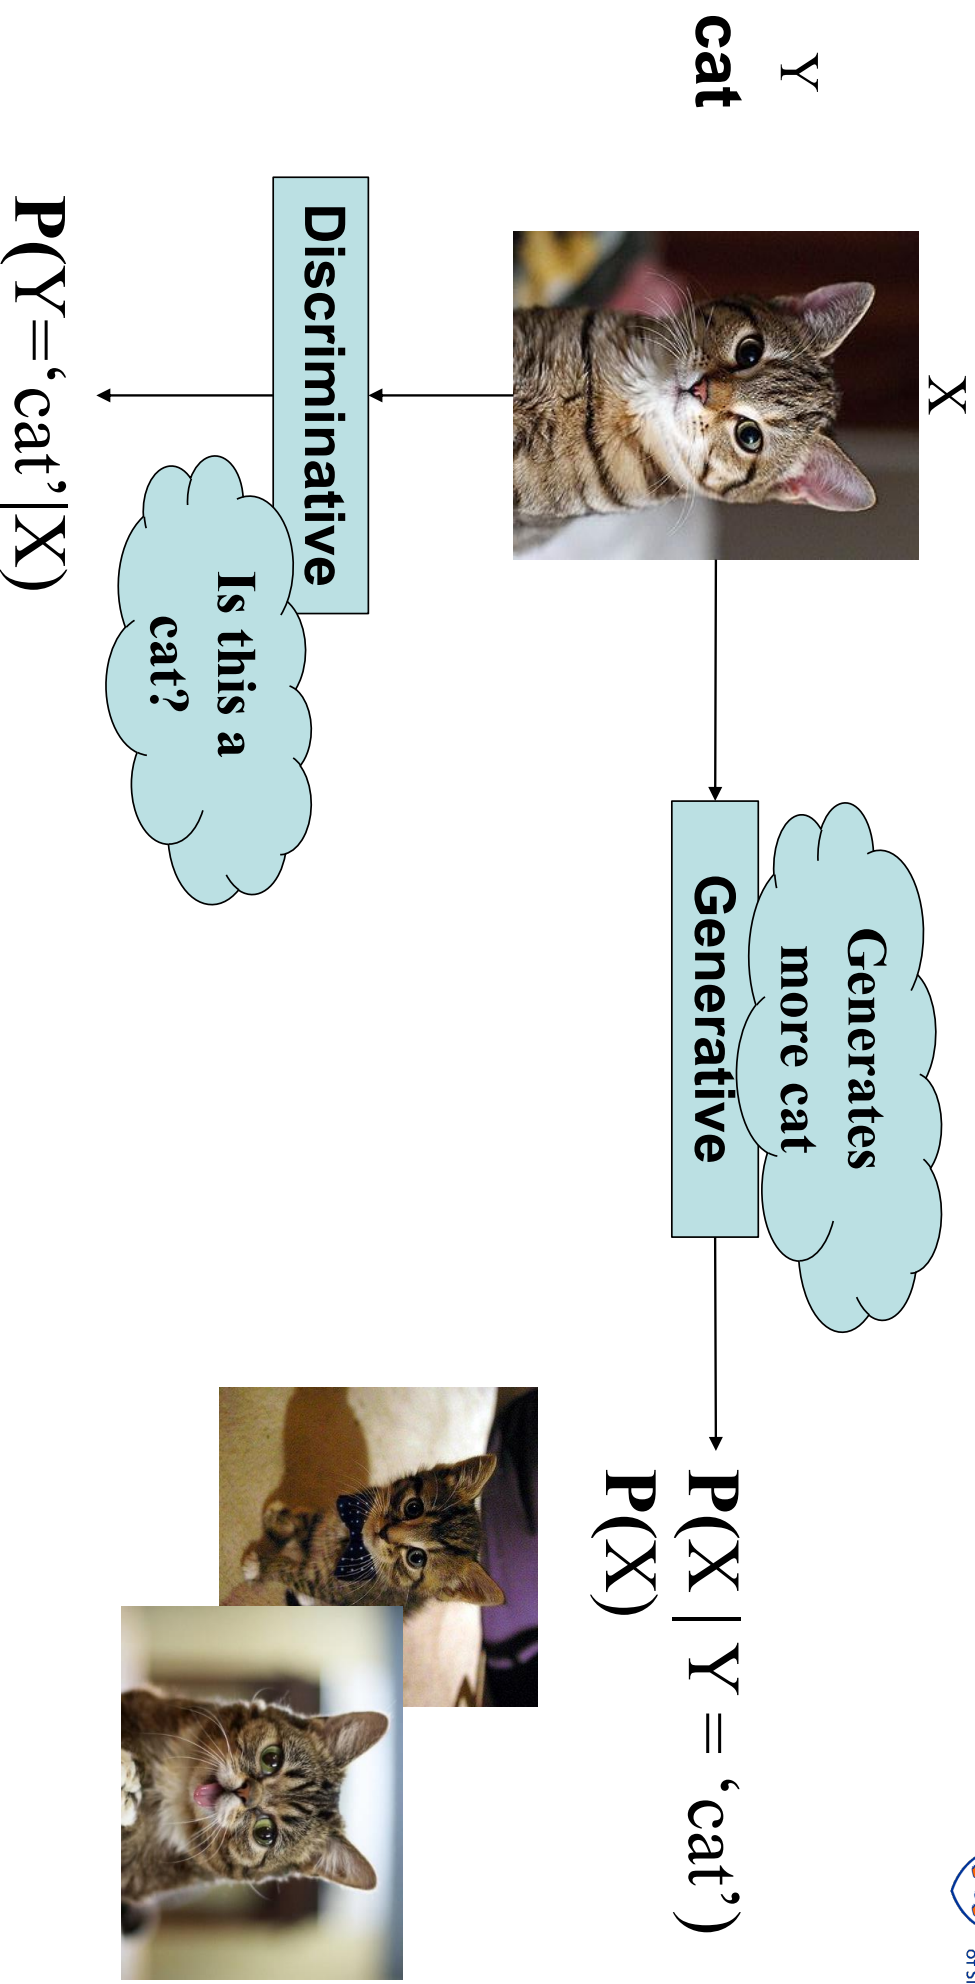 Y
X
cat
Generates
more cat
Generative
P(X | Y = ‘cat’)
P(X)
Discriminative
Is this a
cat?
P(Y=‘cat’|X)